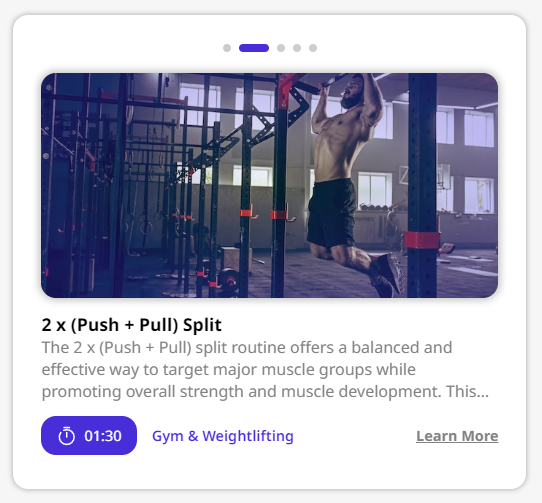 2 x (Push + Pull) Split
The 2 x (Push + Pull) split routine offers a balanced and
effective way to target major muscle groups while
promoting overall strength and muscle development. This...
01:30 Gym & Weightlifting Learn More